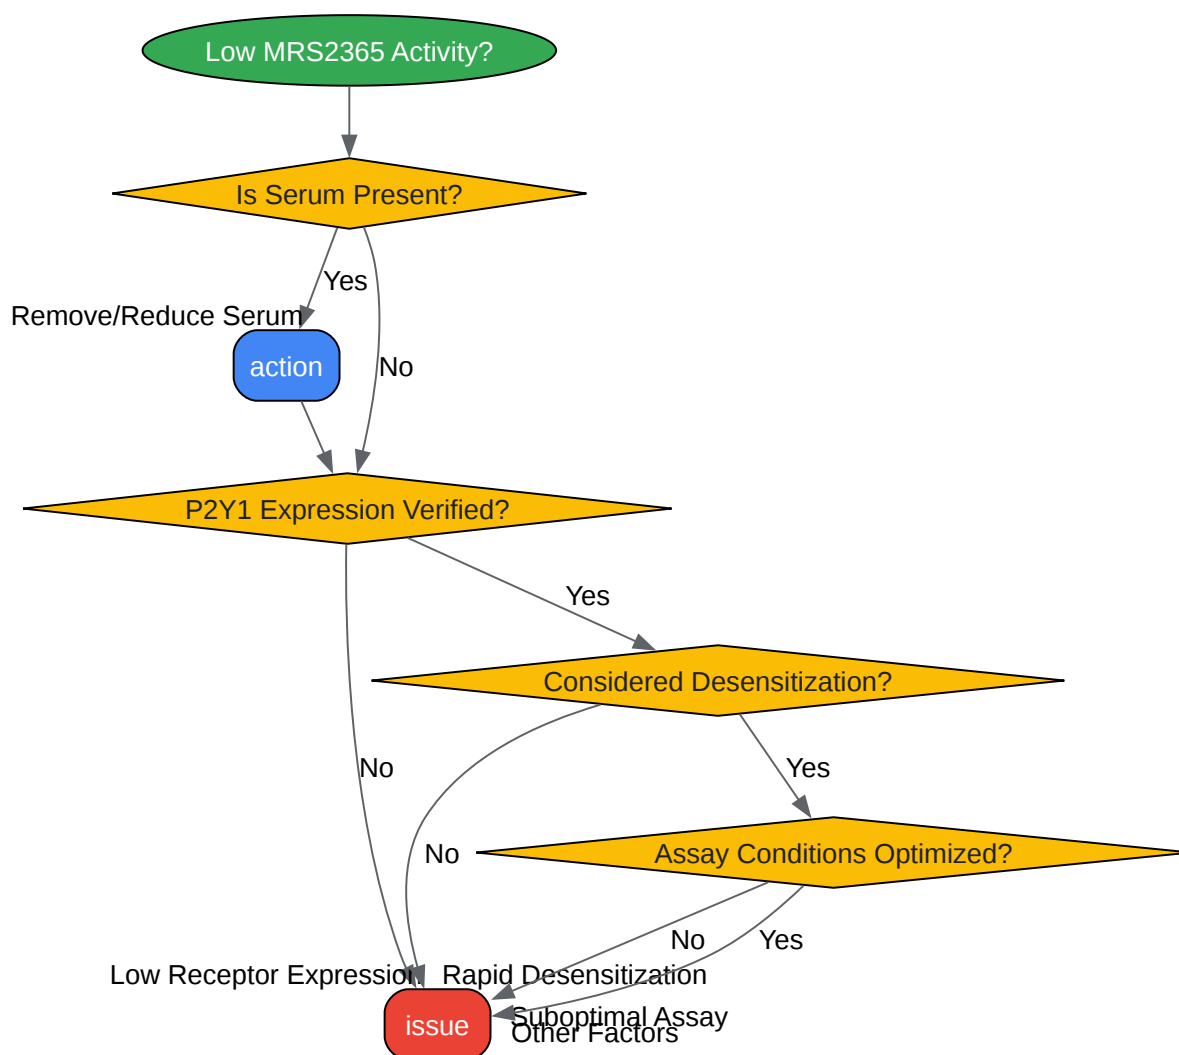 Low MRS2365 Activity?
Is Serum Present?
Yes
Remove/Reduce Serum
action
No
P2Y1 Expression Verified?
Yes
Considered Desensitization?
No
Yes
No
Assay Conditions Optimized?
No
Yes
Low Receptor Expression
Rapid Desensitization
issue
Suboptimal Assay
Other Factors